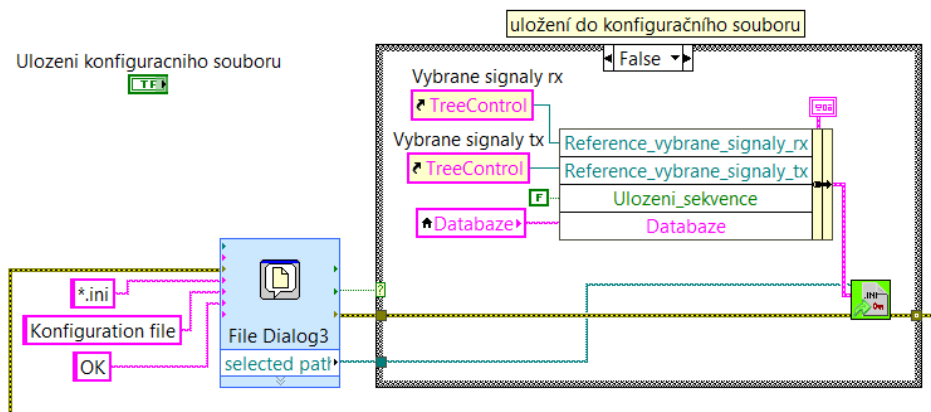 uložení do konfiguračního souboru
Ulozeni konfiguracniho souboru
TF
False
Vybrane signaly rx
TreeControl
Vybrane signaly tx
TreeControl
Reference_vybrane_signaly_rx
Reference_vybrane_signaly_tx
F
Ulozeni_sekvence
Databaze
Databaze
*.ini
Konfiguration file
OK
File Dialog3
selected path
?
.INI